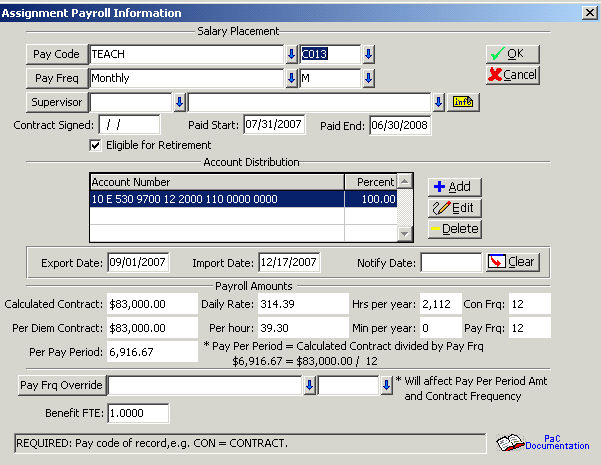 Assignment Payroll Information
Salary Placement
Pay Code TEACH C013 OK
Pay Freq Monthly M Cancel
Supervisor Info
Contract Signed: / / Paid Start: 07/31/2007 Paid End: 06/30/2008
Eligible for Retirement
Account Distribution
Account Number Percent
10 E 530 9700 12 2000 110 0000 0000 100.00
Add
Edit
Delete
Export Date: 09/01/2007 Import Date: 12/17/2007 Notify Date: Clear
Payroll Amounts
Calculated Contract: $83,000.00 Daily Rate: 314.39 Hrs per year: 2,112 Con Frq: 12
Per Diem Contract: $83,000.00 Per hour: 39.30 Min per year: 0 Pay Frq: 12
Per Pay Period: 6,916.67 * Pay Per Period = Calculated Contract divided by Pay Frq
$6,916.67 = $83,000.00 / 12
Pay Frq Override * Will affect Pay Per Period Amt
and Contract Frequency
Benefit FTE: 1.0000
REQUIRED: Pay code of record,e.g. CON = CONTRACT.
PaC
Documentation